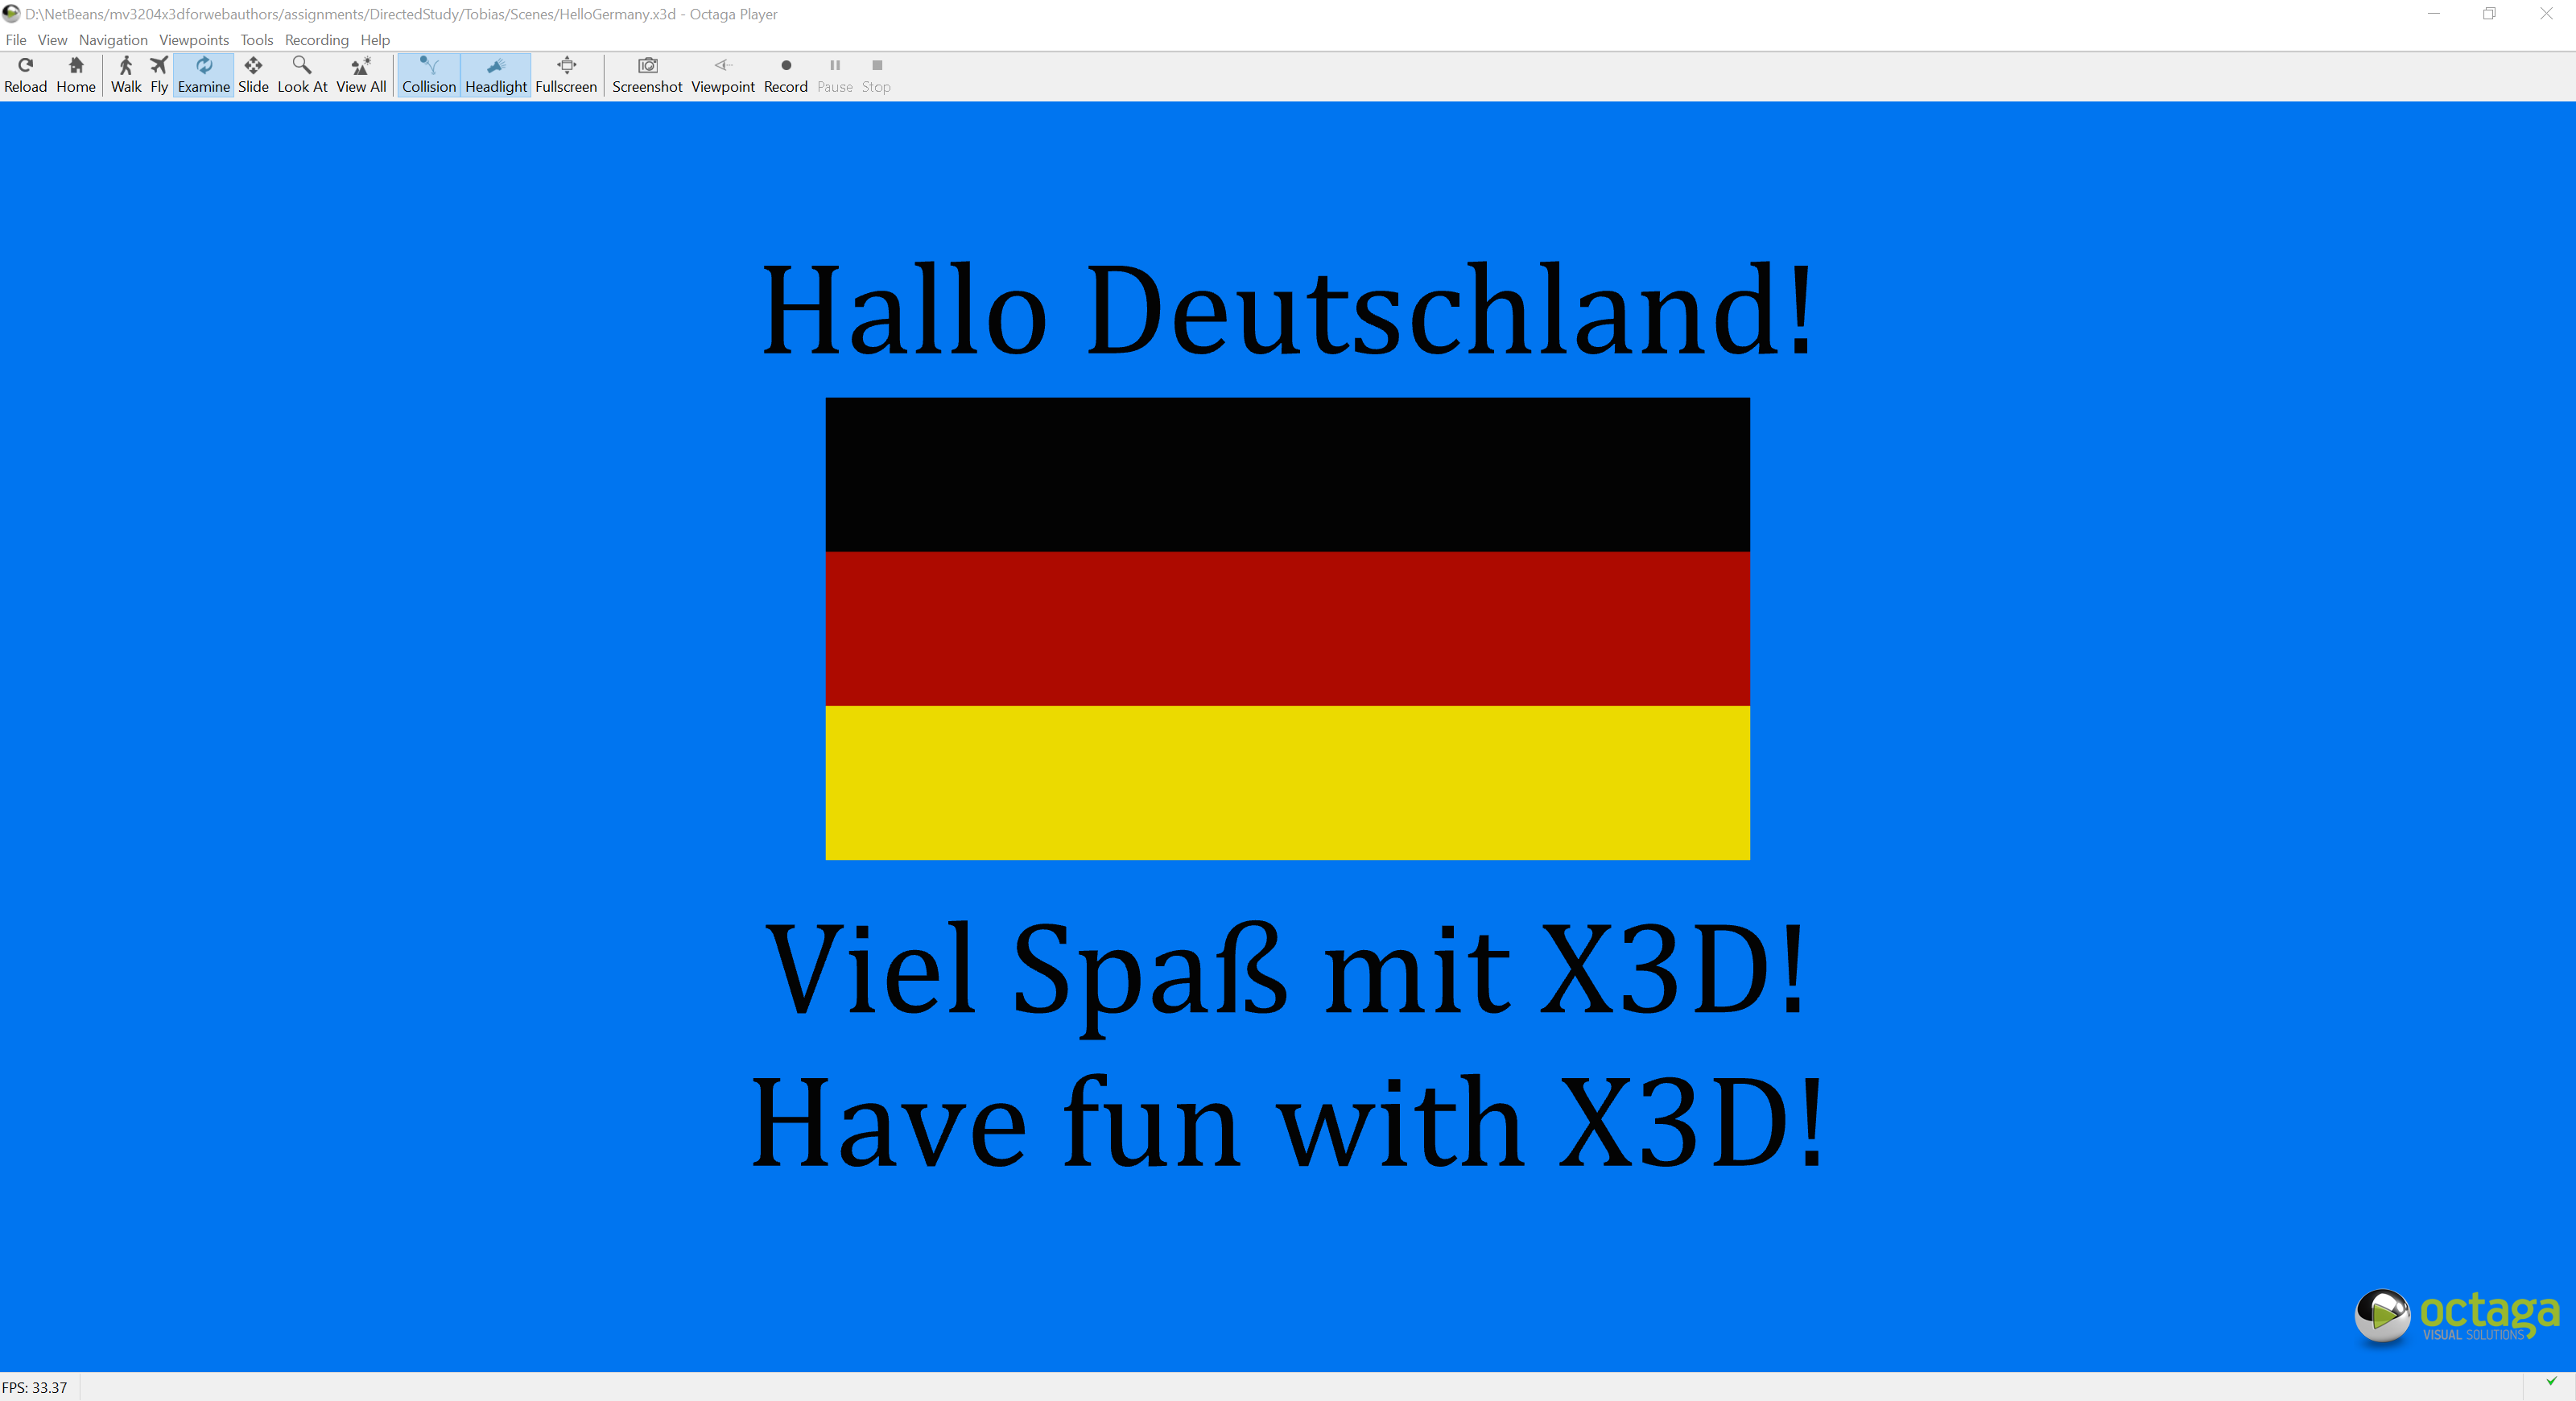 D:\NetBeans/mv3204x3dforwebauthors/assignments/DirectedStudy/Tobias/Scenes/HelloGermany.x3d - Octaga Player
File View Navigation Viewpoints Tools Recording Help
Reload Home Walk Fly Examine Slide Look At View All Collision Headlight Fullscreen Screenshot Viewpoint Record Pause Stop
Hallo Deutschland!
Viel Spaß mit X3D!
Have fun with X3D!
octaga
VISUAL SOLUTIONS
FPS: 33.37